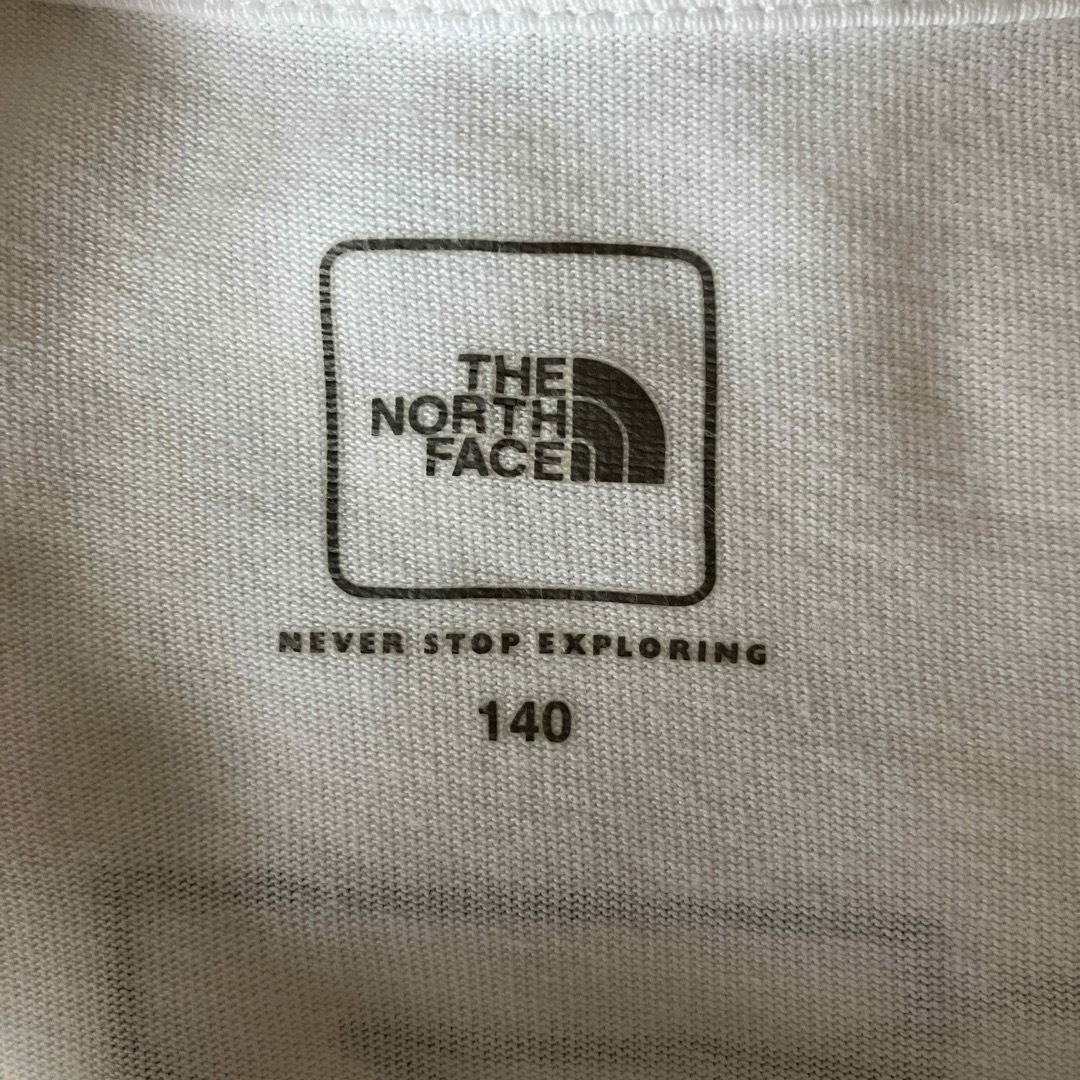 THE
NORTH
FACE
NEVER STOP EXPLORING
140